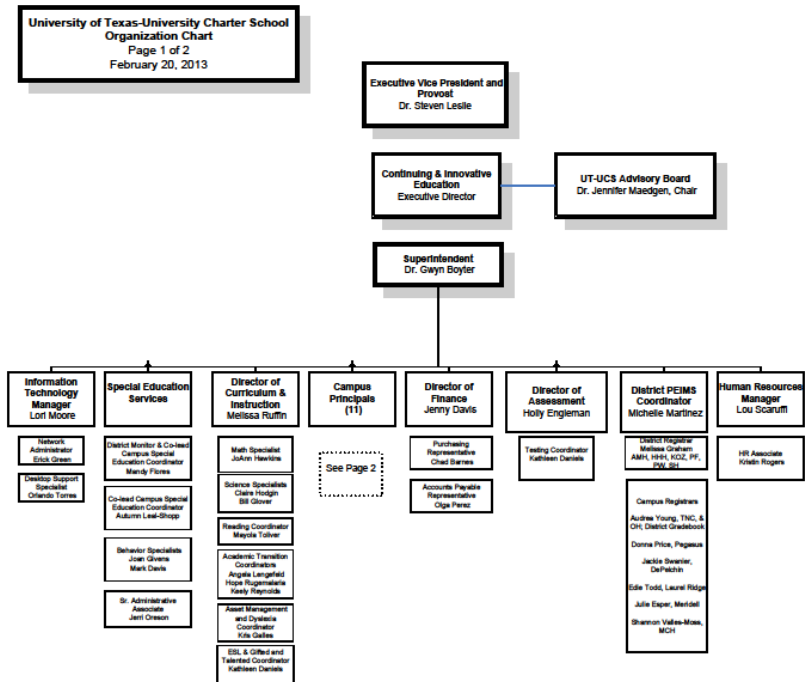 University of Texas-University Charter School
Organization Chart
Page 1 of 2
February 20, 2013
Executive Vice President and
Provost
Dr. Steven Leslie
Continuing & Innovative
Education
Executive Director
UT-UCS Advisory Board
Dr. Jennifer Maedgen, Chair
Superintendent
Dr. Gwyn Boyter
Information
Technology
Manager
Lori Moore
Network
Administrator
Erick Green
Desktop Support
Specialist
Orlando Torres
Special Education
Services
District Monitor & Co-lead
Campus Special
Education Coordinator
Mandy Flores
Co-lead Campus Special
Education Coordinator
Autumn Leal-Shopp
Behavior Specialists
Joan Givens
Mark Davis
Sr. Administrative
Associate
Jerri Oreson
Director of
Curriculum &
Instruction
Melissa Ruffin
Math Specialist
JoAnn Hawkins
Science Specialists
Claire Hodgin
Bill Glover
Reading Coordinator
Mayola Toliver
Academic Transition
Coordinators
Angela Lengefeld
Hope Rugemalaria
Keely Reynolds
Asset Management
and Dyslexia
Coordinator
Kris Galles
ESL & Gifted and
Talented Coordinator
Kathleen Daniels
Campus
Principals
(11)
See Page 2
Director of
Finance
Jenny Davis
Purchasing
Representative
Chad Barnes
Accounts Payable
Representative
Olga Perez
Director of
Assessment
Holly Engleman
Testing Coordinator
Kathleen Daniels
District PEIMS
Coordinator
Michelle Martinez
District Registrar
Melissa Graham
AMH, HHH, KOZ, PF,
PW, SH
Campus Registrars
Audrea Young, TNC, &
OH; District Gradebook
Donna Price, Pegasus
Jackie Swanier,
DePelchin
Edie Todd, Laurel Ridge
Julie Esper, Meridell
Shannon Valles-Moss,
MCH
Human Resources
Manager
Lou Scaruffi
HR Associate
Kristin Rogers